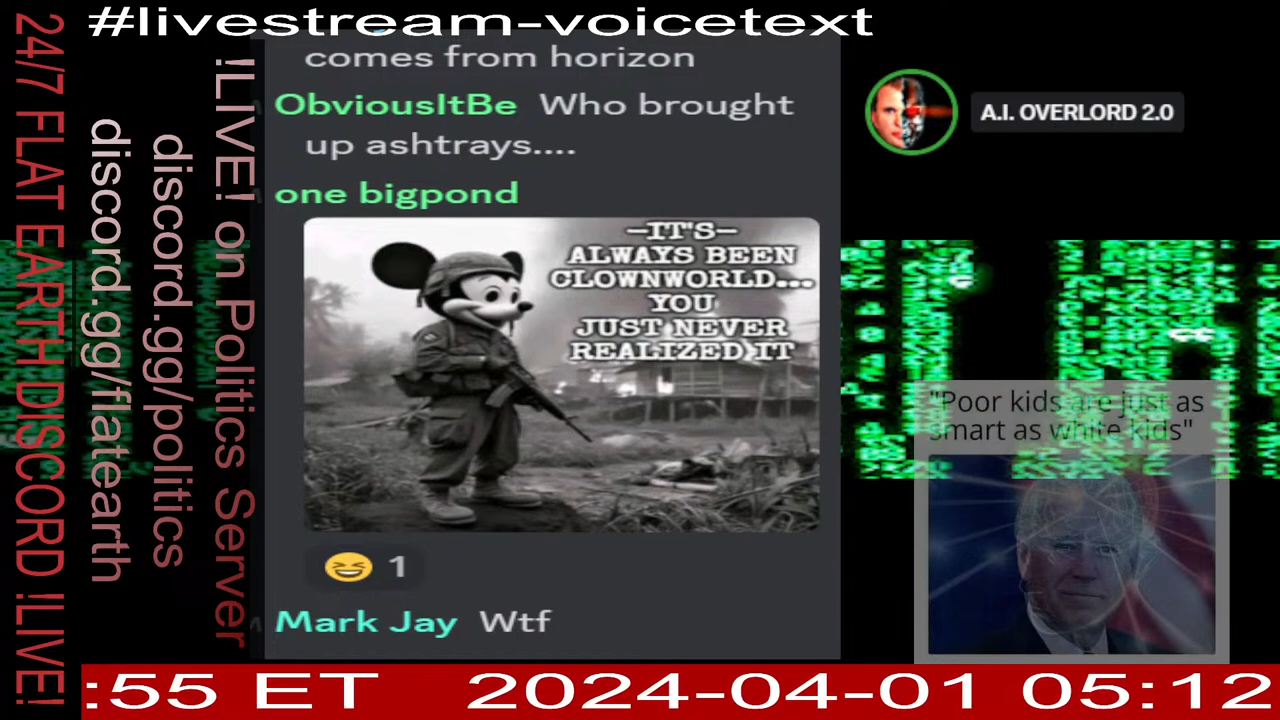 #livestream-voicetext
24/7 FLAT EARTH DISCORD !LIVE!
discord.gg/flatearth
discord.gg/politics
!LIVE! on Politics Server
comes from horizon
ObviousItBe Who brought
up ashtrays....
one bigpond
—IT'S—
ALWAYS BEEN
CLOWNWORLD...
YOU
JUST NEVER
REALIZED IT
1
Mark Jay Wtf
A.I. OVERLORD 2.0
"Poor kids are just as
smart as white kids"
:55 ET 2024-04-01 05:12